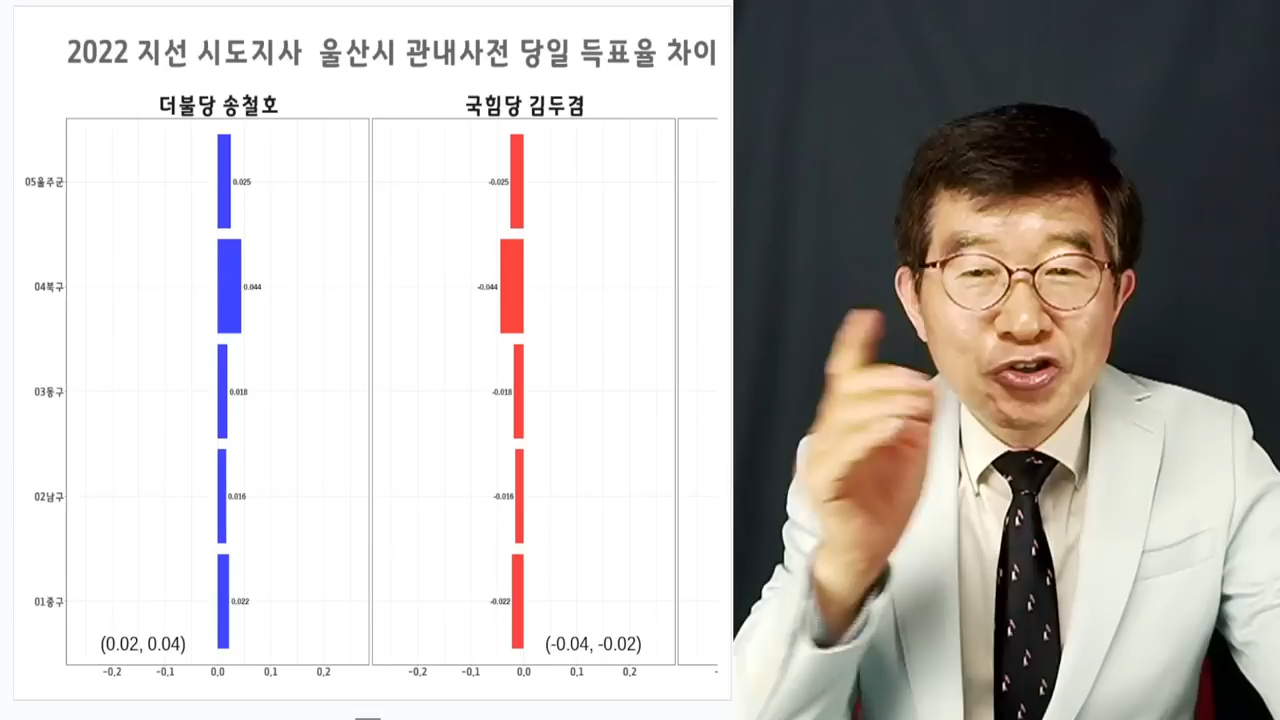 2022 지선 시도지사 울산시 관내사전 당일 득표율 차이
더불당 송철호
국힘당 김두겸
05울주군
0.025
-0.025
04북구
0.044
-0.044
03동구
0.018
-0.018
02남구
0.016
-0.016
01중구
0.022
-0.022
(0.02, 0.04)
(-0.04, -0.02)
-0,2 -0,1 0,0 0,1 0,2
-0,2 -0,1 0,0 0,1 0,2